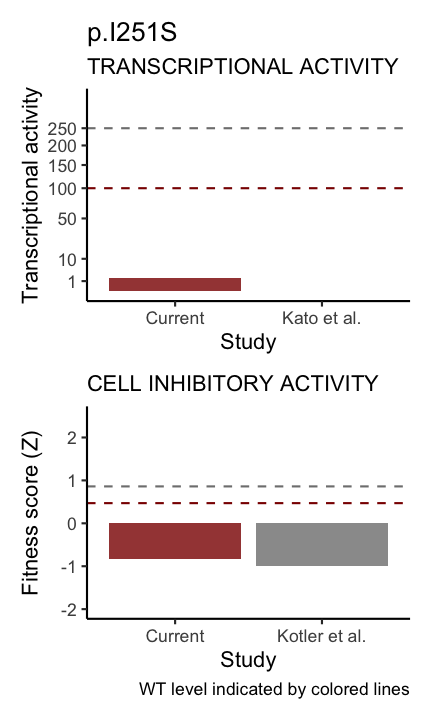 p.I251S
TRANSCRIPTIONAL ACTIVITY
Transcriptional activity
250
200
150
100
50
10
1
Current
Kato et al.
Study
CELL INHIBITORY ACTIVITY
Fitness score (Z)
2
1
0
-1
-2
Current
Kotler et al.
Study
WT level indicated by colored lines